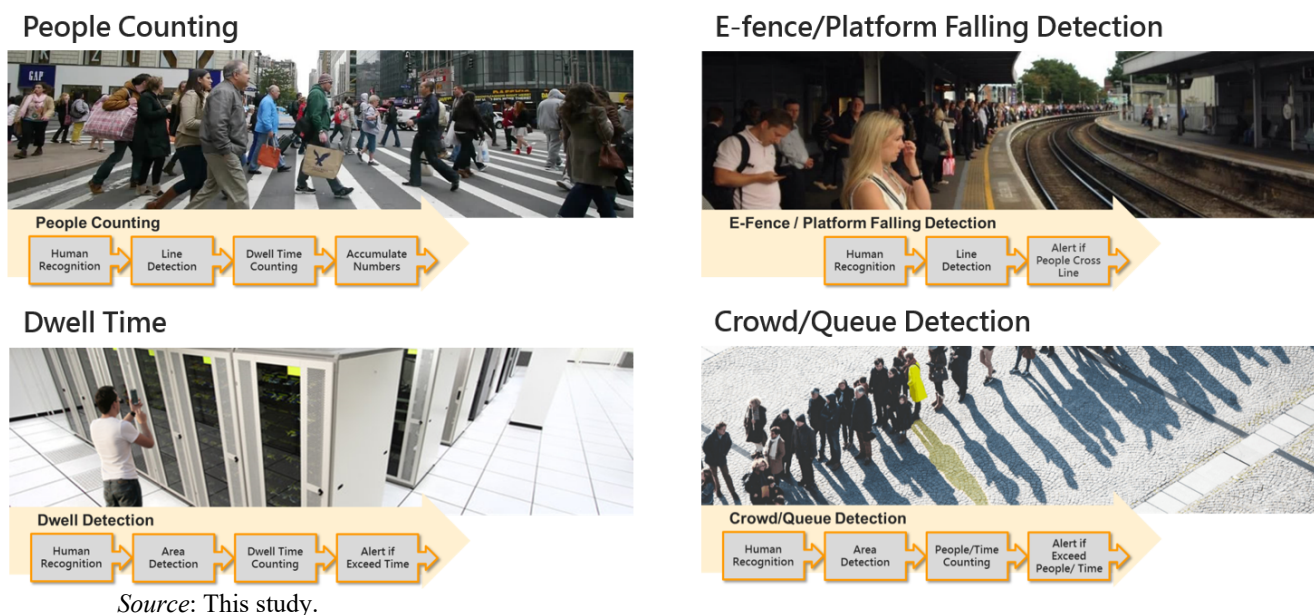 People Counting
GAP
People Counting
Human
Recognition
Line
Detection
Dwell Time
Counting
Accumulate
Numbers
E-fence/Platform Falling Detection
E-Fence / Platform Falling Detection
Human
Recognition
Line
Detection
Alert if
People Cross
Line
Dwell Time
Dwell Detection
Human
Recognition
Area
Detection
Dwell Time
Counting
Alert if
Exceed Time
Crowd/Queue Detection
Crowd/Queue Detection
Human
Recognition
Area
Detection
People/Time
Counting
Alert if
Exceed
People/ Time
Source: This study.